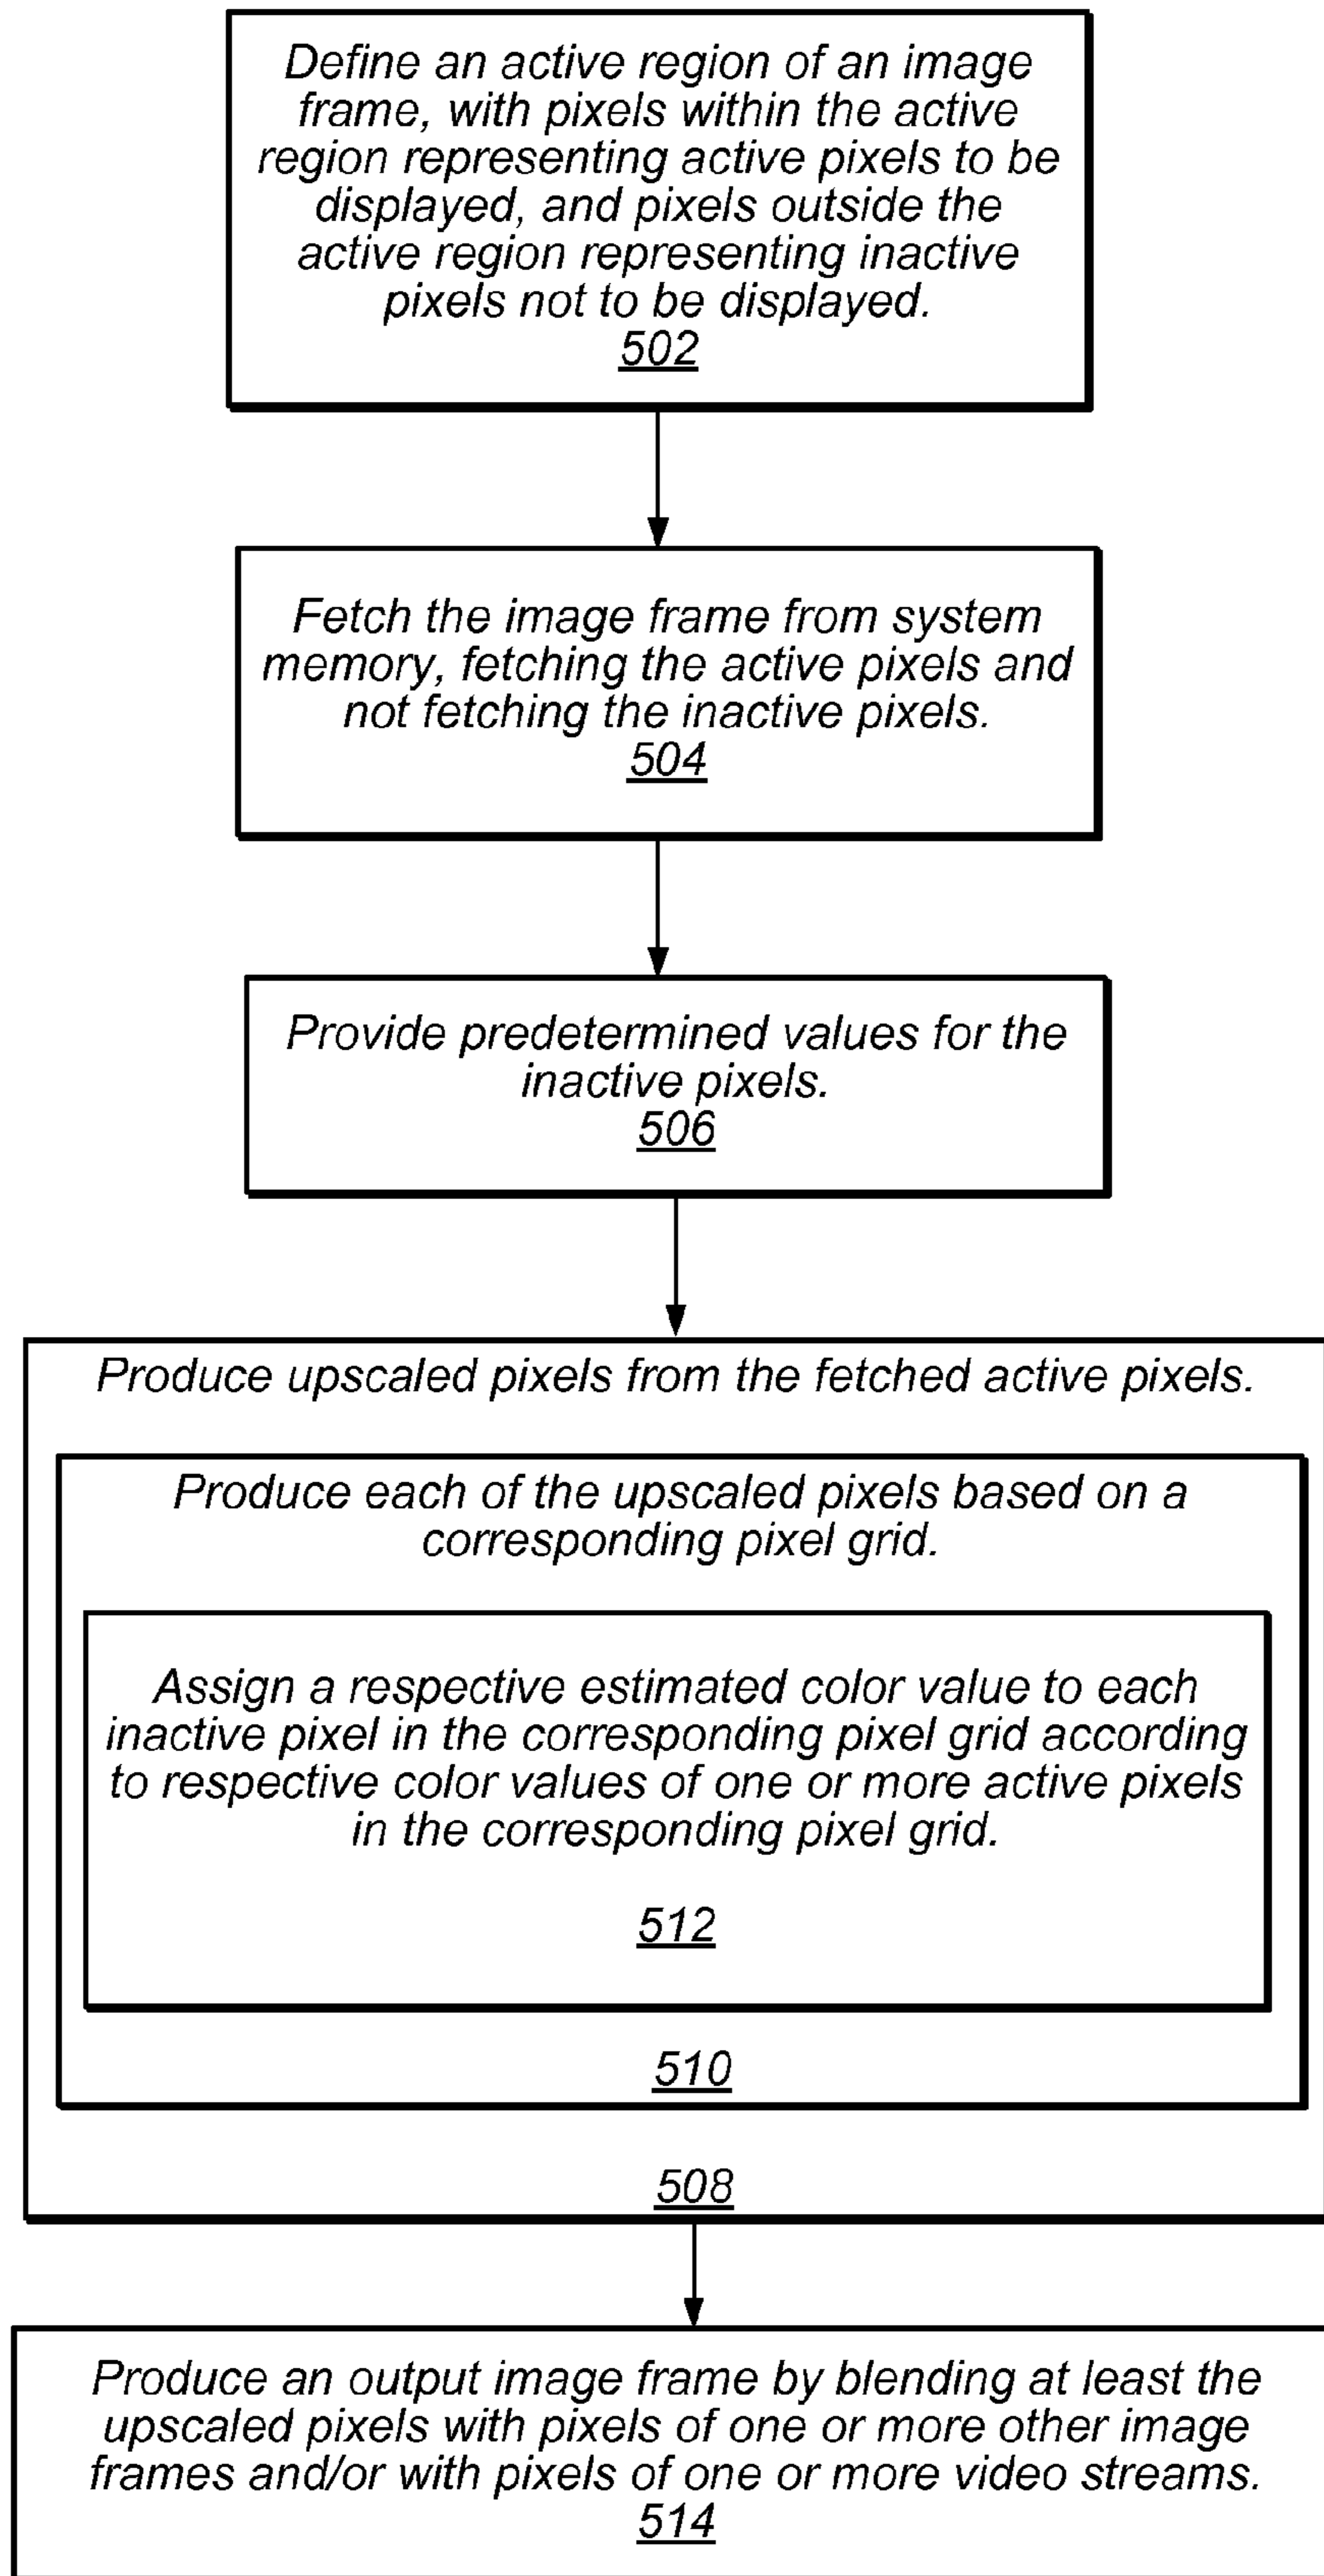 Define an active region of an image
frame, with pixels within the active
region representing active pixels to be
displayed, and pixels outside the
active region representing inactive
pixels not to be displayed.
502
Fetch the image frame from system
memory, fetching the active pixels and
not fetching the inactive pixels.
504
Provide predetermined values for the
inactive pixels.
506
Produce upscaled pixels from the fetched active pixels.
Produce each of the upscaled pixels based on a
corresponding pixel grid.
Assign a respective estimated color value to each
inactive pixel in the corresponding pixel grid according
to respective color values of one or more active pixels
in the corresponding pixel grid.
512
510
508
Produce an output image frame by blending at least the
upscaled pixels with pixels of one or more other image
frames and/or with pixels of one or more video streams.
514